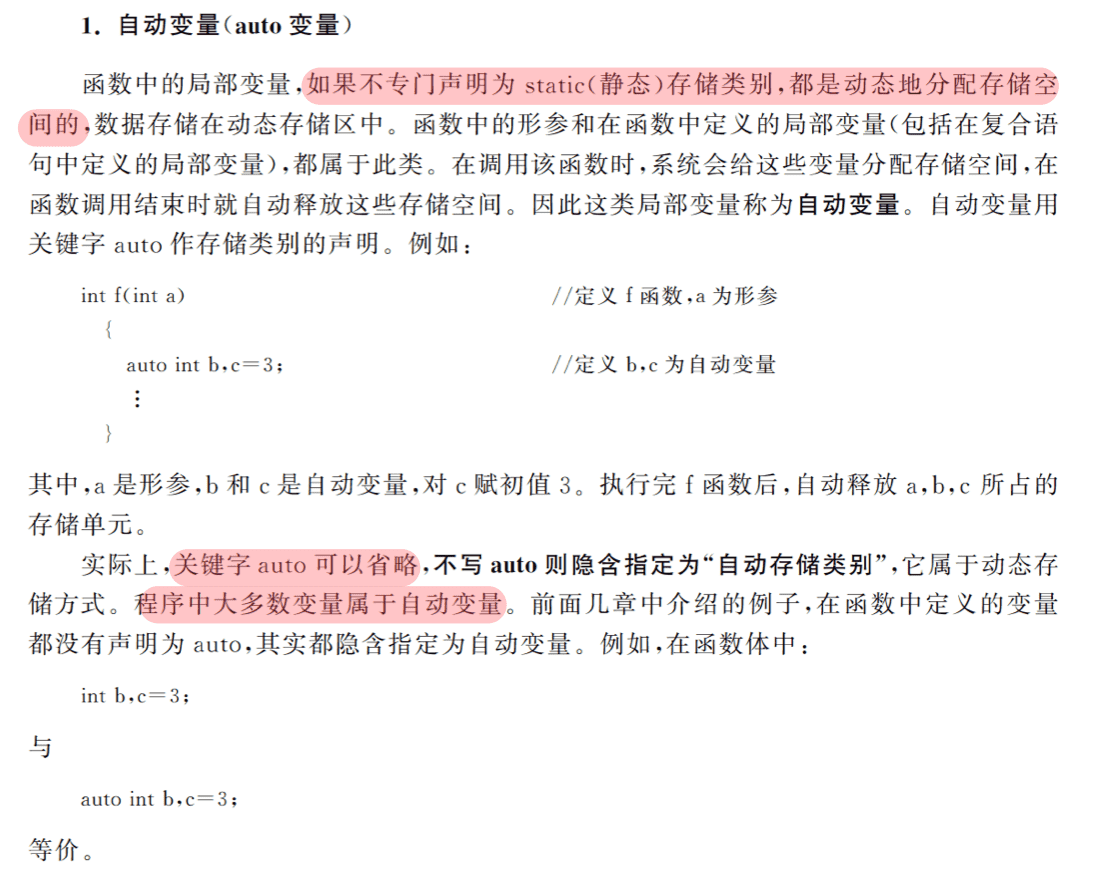 1. 自动变量(auto 变量)
函数中的局部变量,如果不专门声明为 static(静态)存储类别,都是动态地分配存储空
间的,数据存储在动态存储区中。函数中的形参和在函数中定义的局部变量(包括在复合语
句中定义的局部变量),都属于此类。在调用该函数时,系统会给这些变量分配存储空间,在
函数调用结束时就自动释放这些存储空间。因此这类局部变量称为自动变量。自动变量用
关键字 auto 作存储类别的声明。例如:
int f(int a) //定义 f 函数,a 为形参
{
auto int b,c=3; //定义 b,c 为自动变量
⋮
}
其中,a 是形参,b 和 c 是自动变量,对 c 赋初值 3。执行完 f 函数后,自动释放 a,b,c 所占的
存储单元。
实际上,关键字 auto 可以省略,不写 auto 则隐含指定为“自动存储类别”,它属于动态存
储方式。程序中大多数变量属于自动变量。前面几章中介绍的例子,在函数中定义的变量
都没有声明为 auto,其实都隐含指定为自动变量。例如,在函数体中:
int b,c=3;
与
auto int b,c=3;
等价。